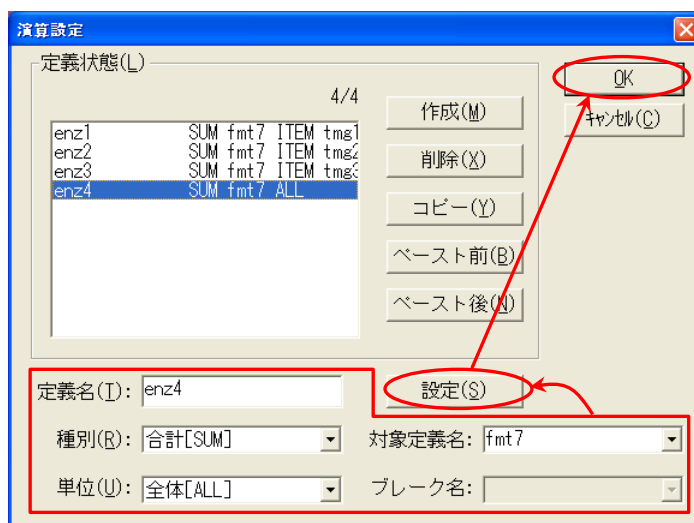 演算設定
定義状態(L)
4/4
enz1 SUM fmt7 ITEM tmg1
enz2 SUM fmt7 ITEM tmg2
enz3 SUM fmt7 ITEM tmg3
enz4 SUM fmt7 ALL
作成(M)
削除(X)
コピー(Y)
ペースト前(B)
ペースト後(N)
OK
ｷｬﾝｾﾙ(C)
定義名(T): enz4
設定(S)
種別(R): 合計[SUM]
対象定義名: fmt7
単位(U): 全体[ALL]
ブレーク名: